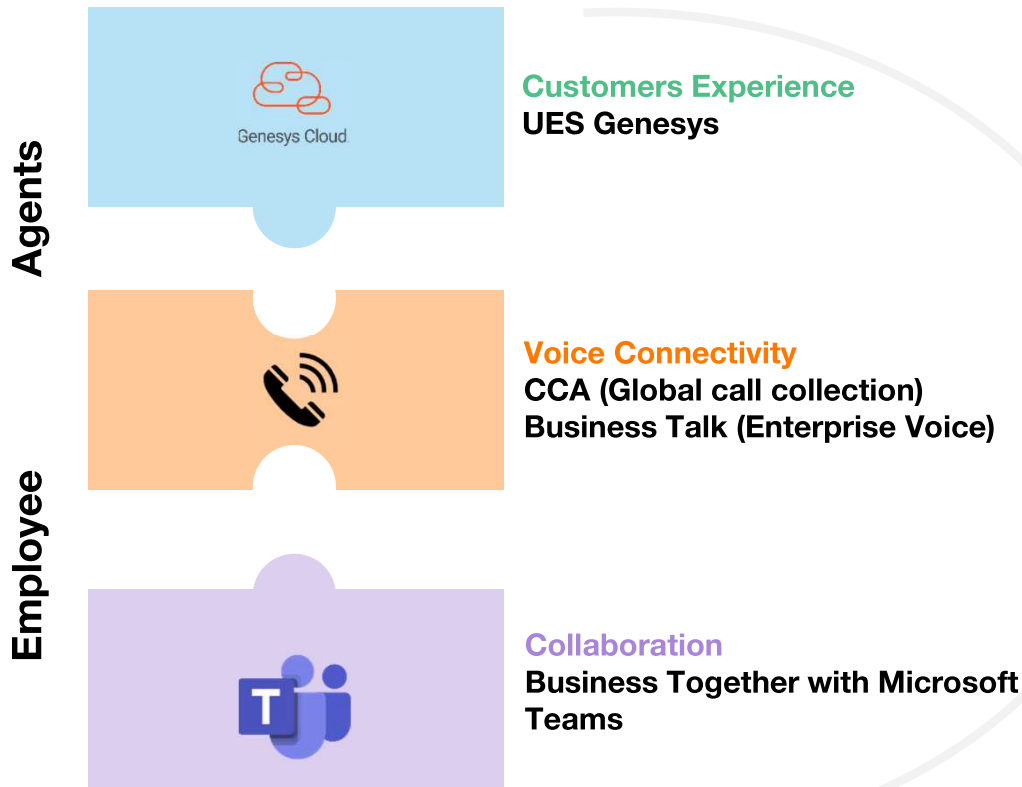 Agents
Genesys Cloud
Customers Experience
UES Genesys
Voice Connectivity
CCA (Global call collection)
Business Talk (Enterprise Voice)
Employee
T
Collaboration
Business Together with Microsoft
Teams